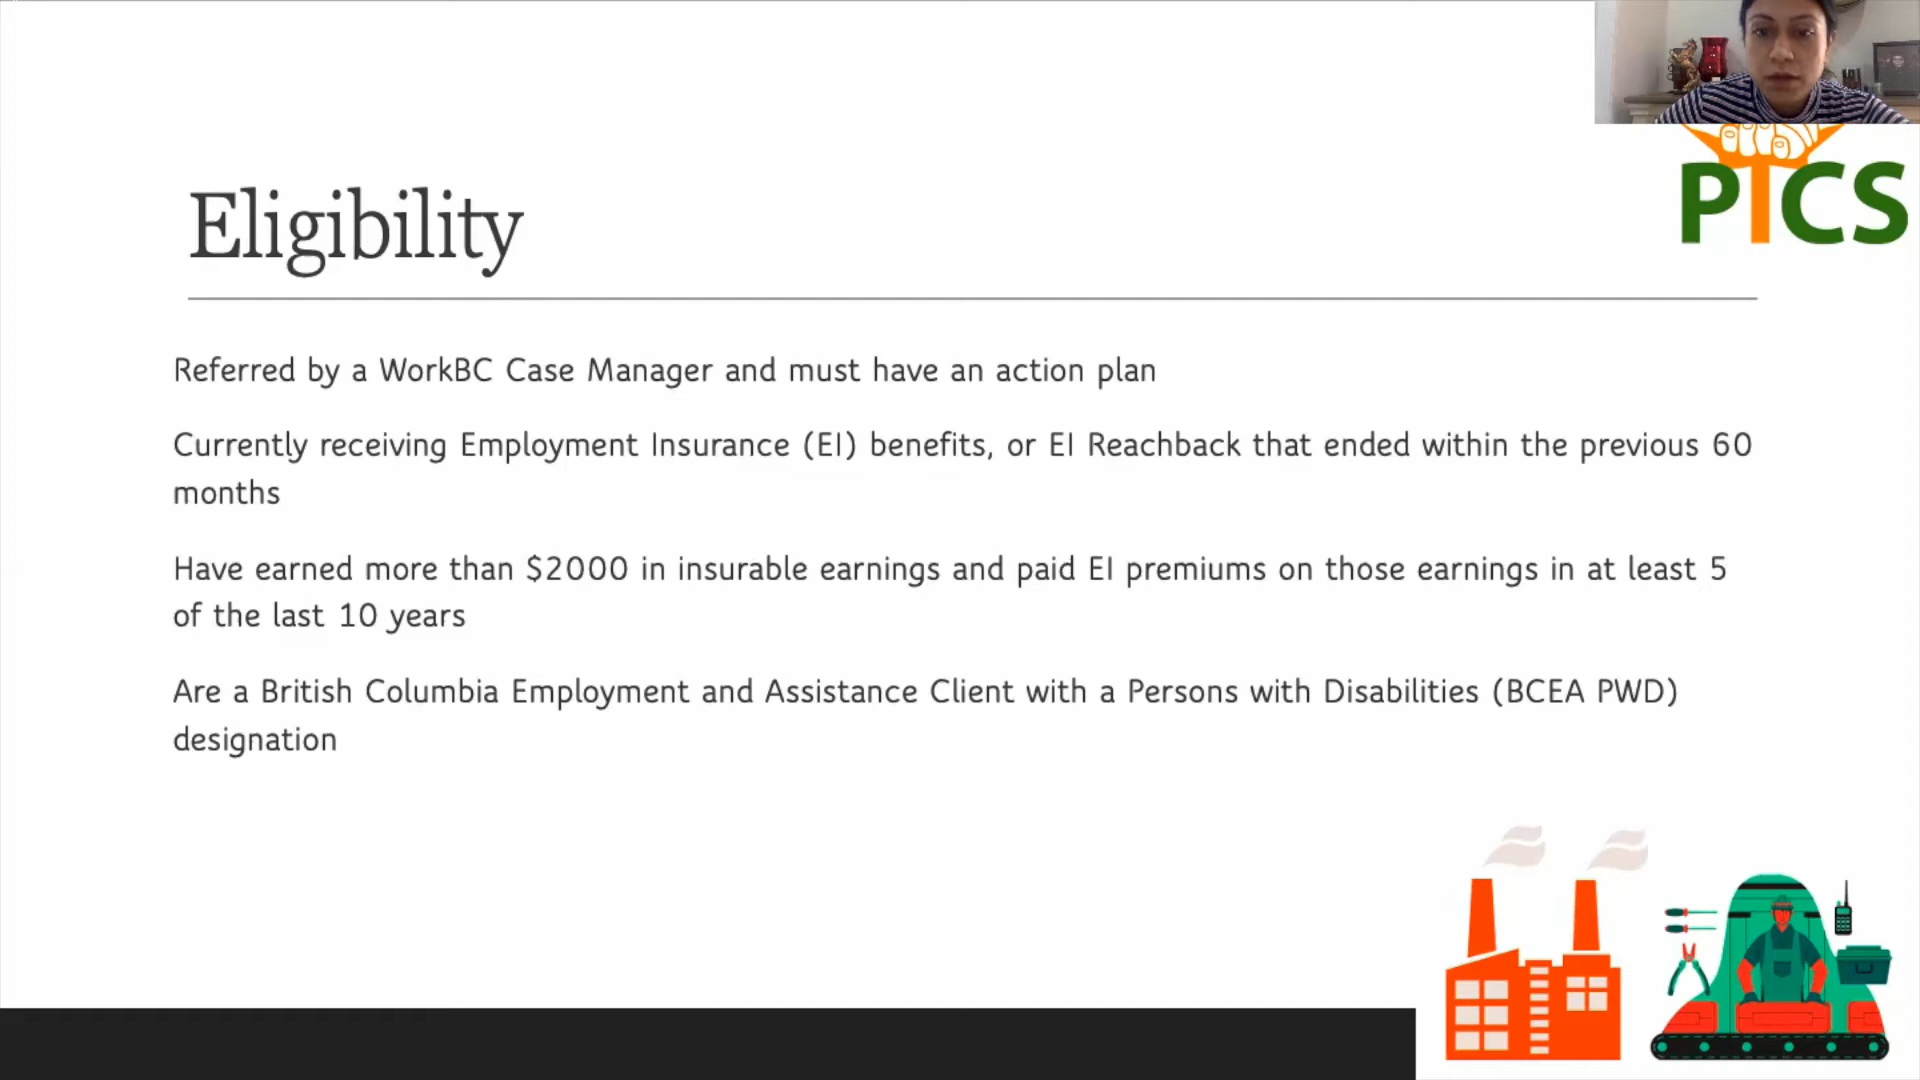 PICS
Eligibility
Referred by a WorkBC Case Manager and must have an action plan
Currently receiving Employment Insurance (EI) benefits, or EI Reachback that ended within the previous 60
months
Have earned more than $2000 in insurable earnings and paid EI premiums on those earnings in at least 5
of the last 10 years
Are a British Columbia Employment and Assistance Client with a Persons with Disabilities (BCEA PWD)
designation